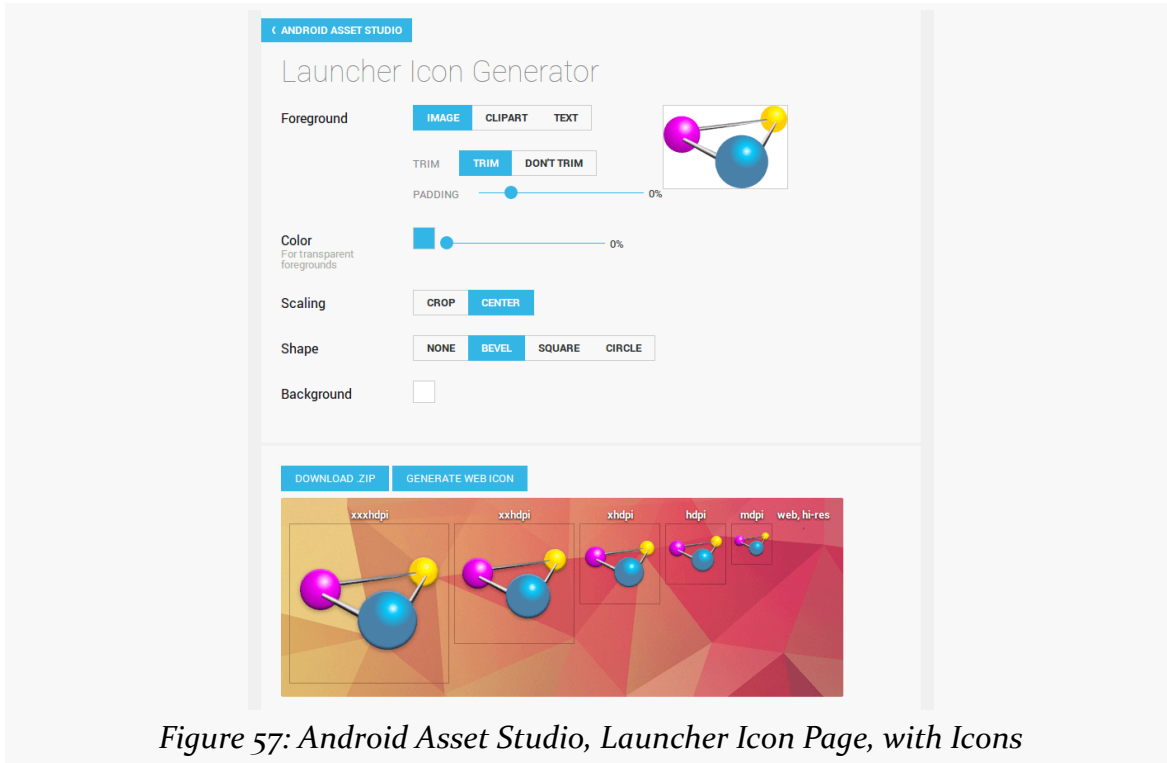 ‹ ANDROID ASSET STUDIO
Launcher Icon Generator
Foreground IMAGE CLIPART TEXT
TRIM TRIM DON'T TRIM
PADDING 0%
Color 0%
For transparent
foregrounds
Scaling CROP CENTER
Shape NONE BEVEL SQUARE CIRCLE
Background
DOWNLOAD .ZIP GENERATE WEB ICON
xxxhdpi xxhdpi xhdpi hdpi mdpi web, hi-res
Figure 57: Android Asset Studio, Launcher Icon Page, with Icons